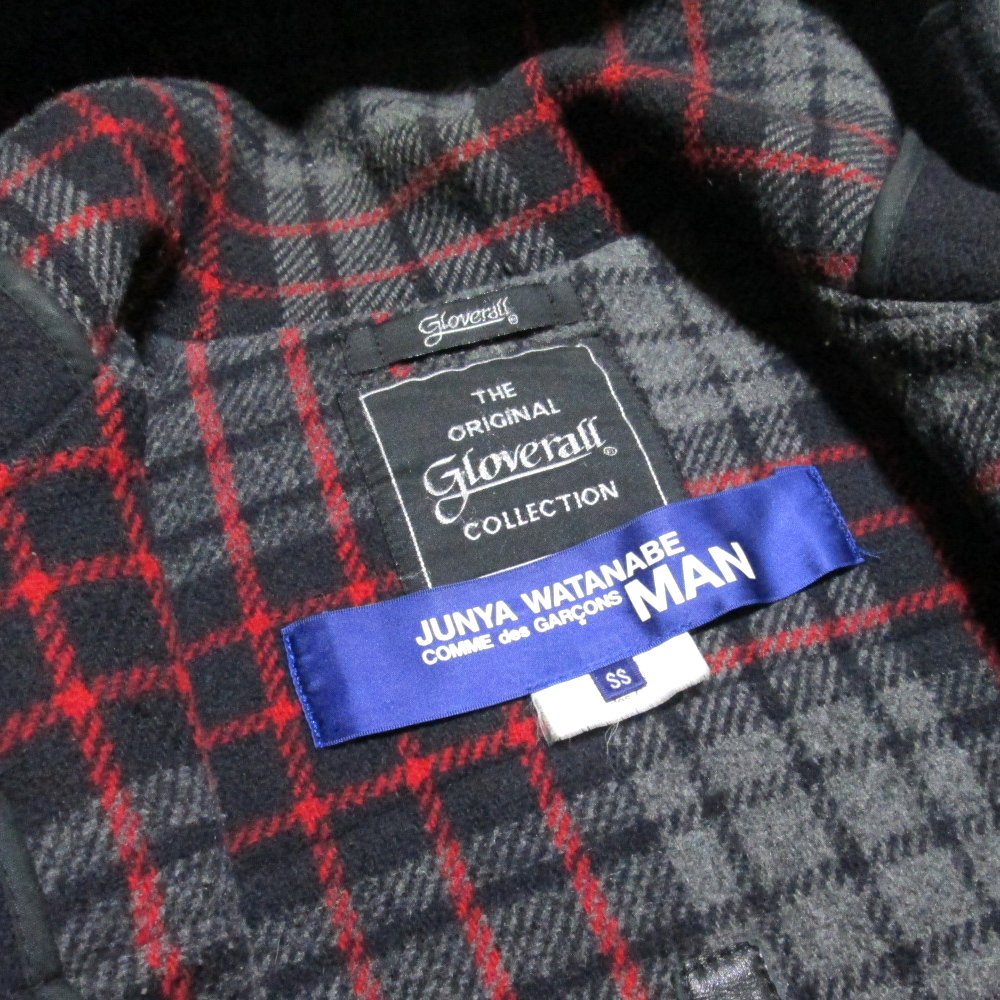 Gloverall®
THE
ORIGINAL
Gloverall®
COLLECTION
JUNYA WATANABE
COMME des GARÇONS MAN
SS